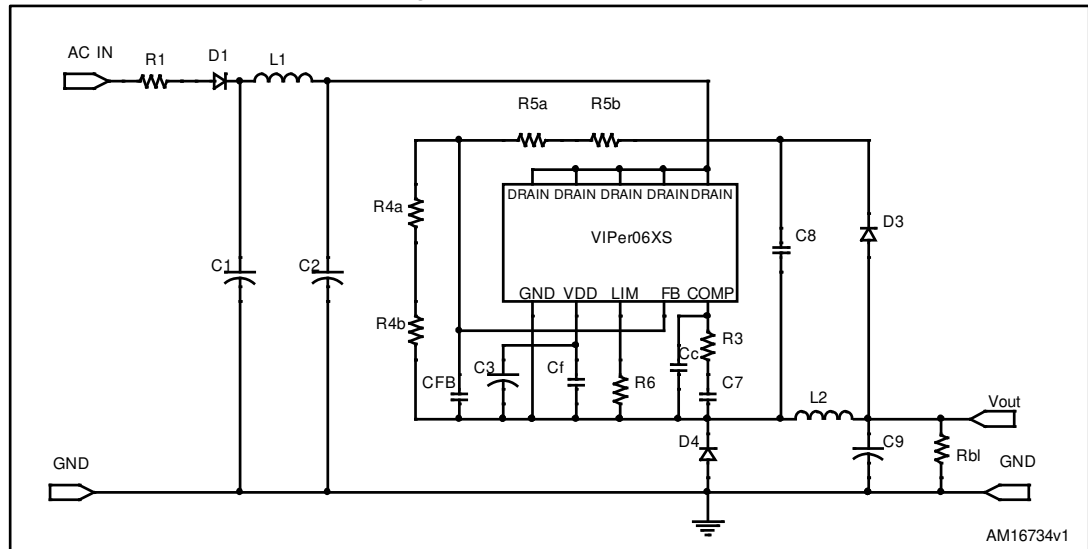 AC IN
R1
D1
L1
R5a
R5b
DRAIN DRAIN DRAIN DRAIN DRAIN
R4a
VIPer06XS
C8
D3
C1
C2
GND VDD LIM FB COMP
R4b
R3
Cc
C3
Cf
CFB
R6
C7
L2
Vout
D4
C9
Rbl
GND
GND
AM16734v1